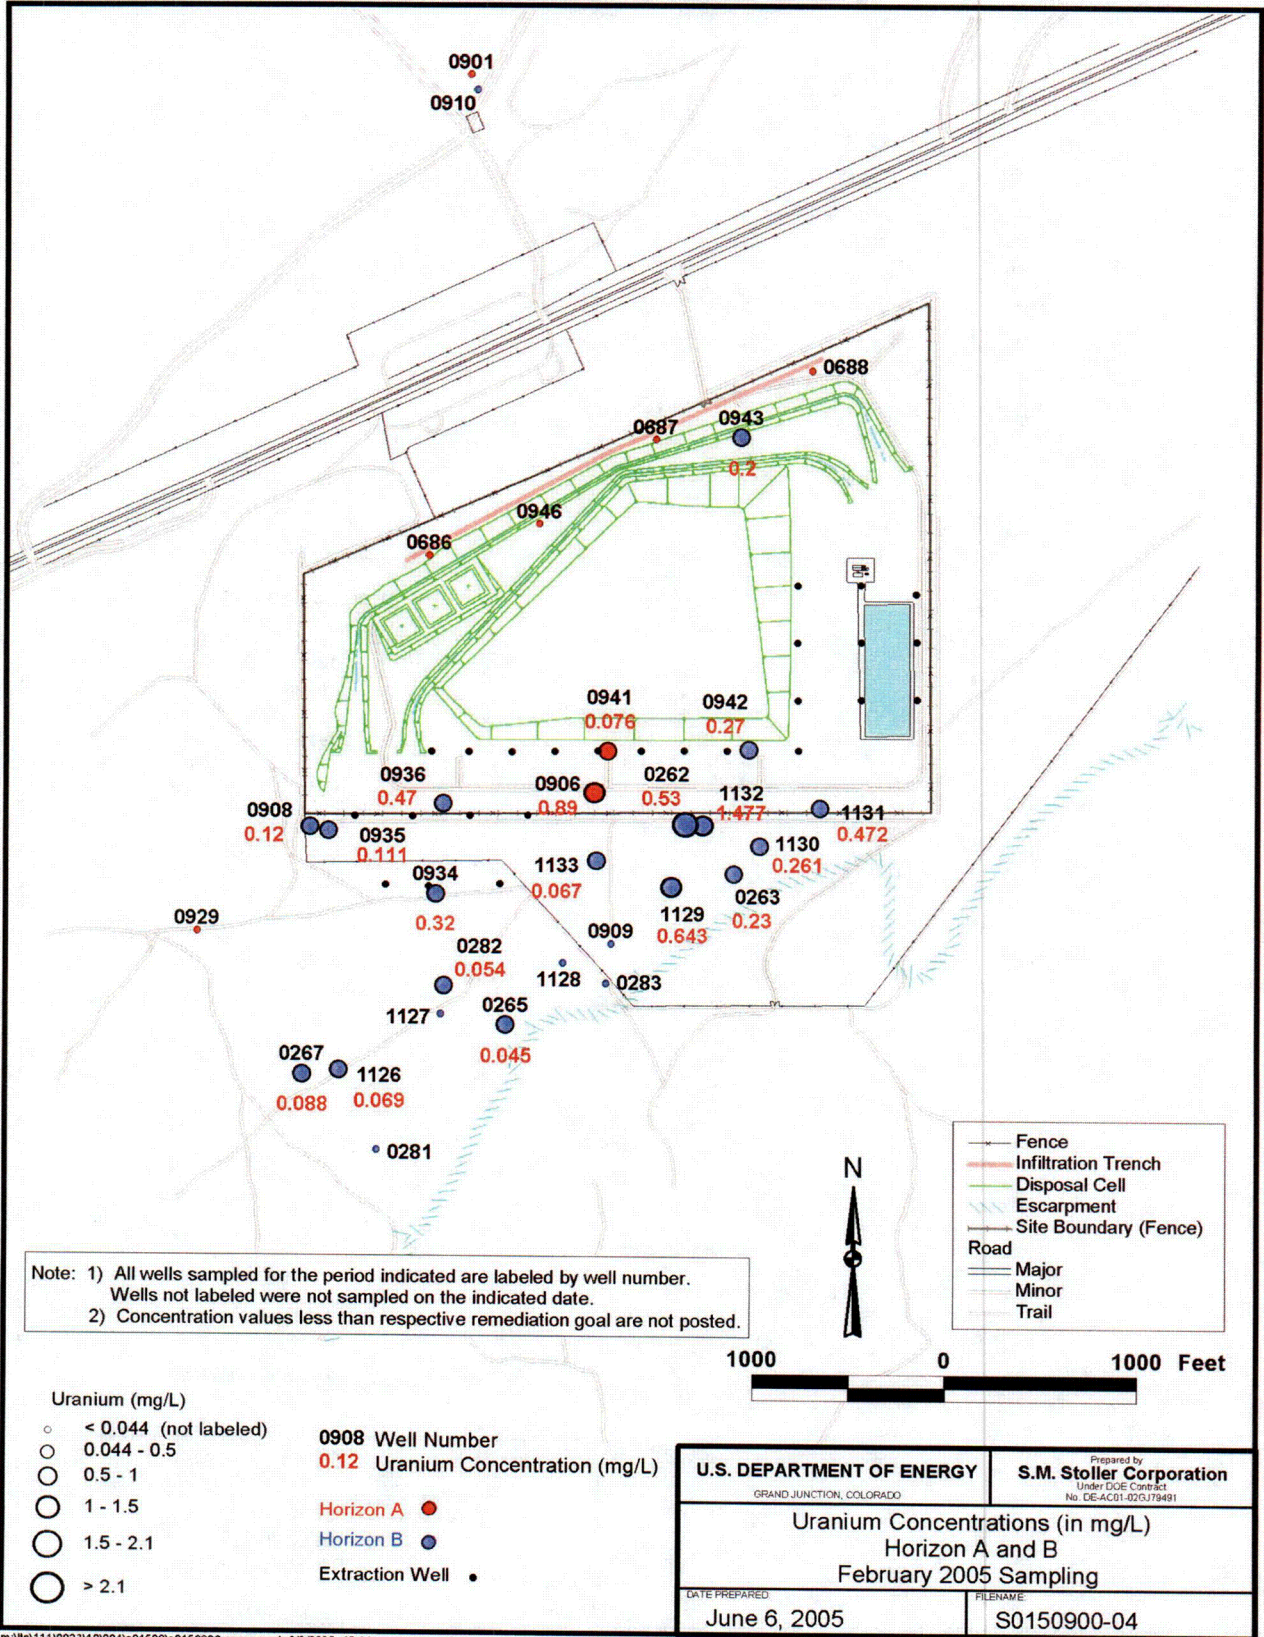 0901
0910
0688
0943
0687
0.2
0946
0686
0941
0942
0.076
0.27
0936
0906
0262
0.47
0.89
0.53
1132
1.477
0908
0.12
0935
0.111
1131
0.472
1130
0.261
1133
0.067
0934
0.32
0263
0.23
1129
0.643
0929
0909
0282
0.054
1128
0283
1127
0265
0.045
0267
0.088
1126
0.069
0281
Fence
Infiltration Trench
Disposal Cell
Escarpment
Site Boundary (Fence)
Road
Major
Minor
Trail
N
Note: 1) All wells sampled for the period indicated are labeled by well number.
Wells not labeled were not sampled on the indicated date.
2) Concentration values less than respective remediation goal are not posted.
1000 0 1000 Feet
Uranium (mg/L)
< 0.044 (not labeled)
0.044 - 0.5
0.5 - 1
1 - 1.5
1.5 - 2.1
> 2.1
0908 Well Number
0.12 Uranium Concentration (mg/L)
Horizon A
Horizon B
Extraction Well
U.S. DEPARTMENT OF ENERGY
GRAND JUNCTION, COLORADO
Prepared by
S.M. Stoller Corporation
Under DOE Contract
No. DE-AC01-02GJ79491
Uranium Concentrations (in mg/L)
Horizon A and B
February 2005 Sampling
DATE PREPARED:
June 6, 2005
FILENAME:
S0150900-04